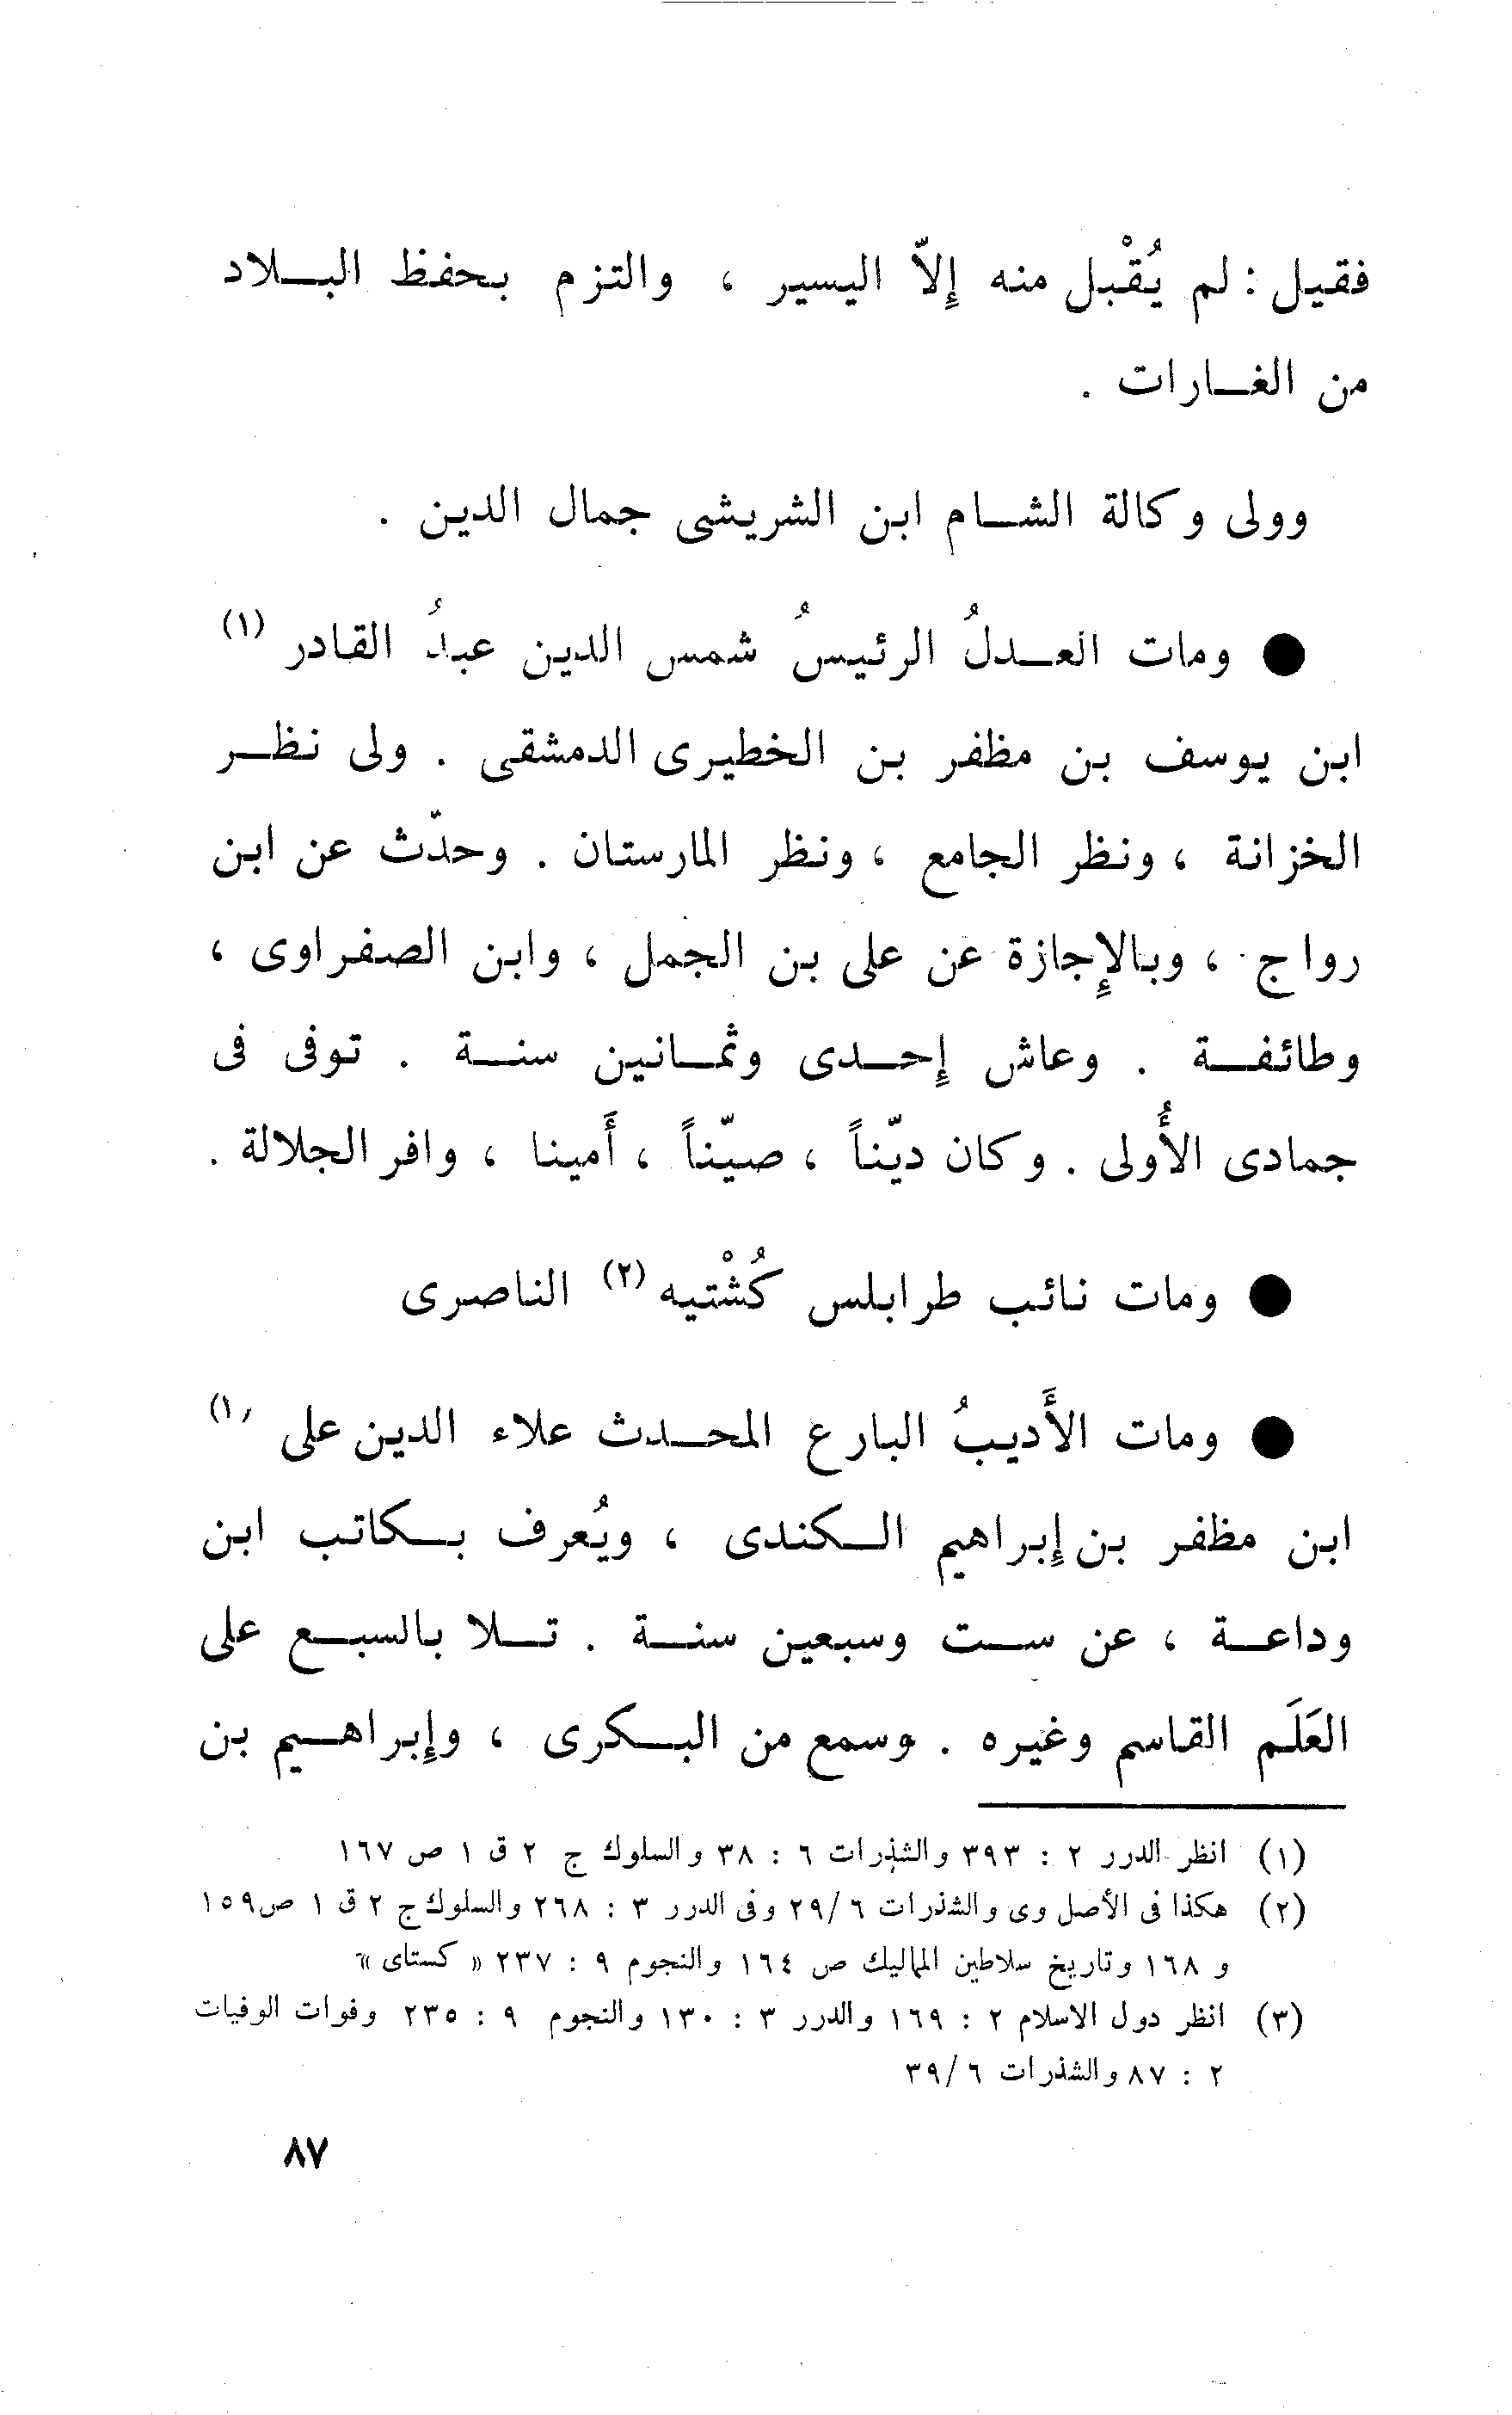 فقيل : لم يُقْبل منه إِلاّ اليسير ، والتزم بحفظ البلاد
من الغارات .
وولى وكالة الشام ابن الشريشى جمال الدين .
● ومات العدلُ الرئيسُ شمس الدين عبدُ القادر (١)
ابن يوسف بن مظفر بن الخطيرى الدمشقى . ولى نظر
الخزانة ، ونظر الجامع ، ونظر المارستان . وحدّث عن ابن
رواج ، وبالإِجازة عن على بن الجمل ، وابن الصفراوى ،
وطائفة . وعاش إِحدى وثمانين سنة . توفى فى
جمادى الأُولى . وكان ديّناً ، صيّناً ، أَمينا ، وافر الجلالة .
● ومات نائب طرابلس كُشْتيه (٢) الناصرى
● ومات الأَديبُ البارع المحدث علاء الدين على (١)
ابن مظفر بن إِبراهيم الكندى ، ويُعرف بكاتب ابن
وداعة ، عن ست وسبعين سنة . تلا بالسبع على
العَلَم القاسم وغيره . وسمع من البكرى ، وإِبراهيم بن
(١) انظر الدرر ٢ : ٣٩٣ والشذرات ٦ : ٣٨ والسلوك ج ٢ ق ١ ص ١٦٧
(٢) هكذا فى الأصل وى والشذرات ٦ /٢٩ وفى الدرر ٣ : ٢٦٨ والسلوك ج ٢ ق ١ ص١٥٩
و ١٦٨ وتاريخ سلاطين المماليك ص ١٦٤ والنجوم ٩ : ٢٣٧ « كستاى »
(٣) انظر دول الاسلام ٢ : ١٦٩ والدرر ٣ : ١٣٠ والنجوم ٩ : ٢٣٥ وفوات الوفيات
٢ : ٨٧ والشذرات ٦ /٣٩
٨٧